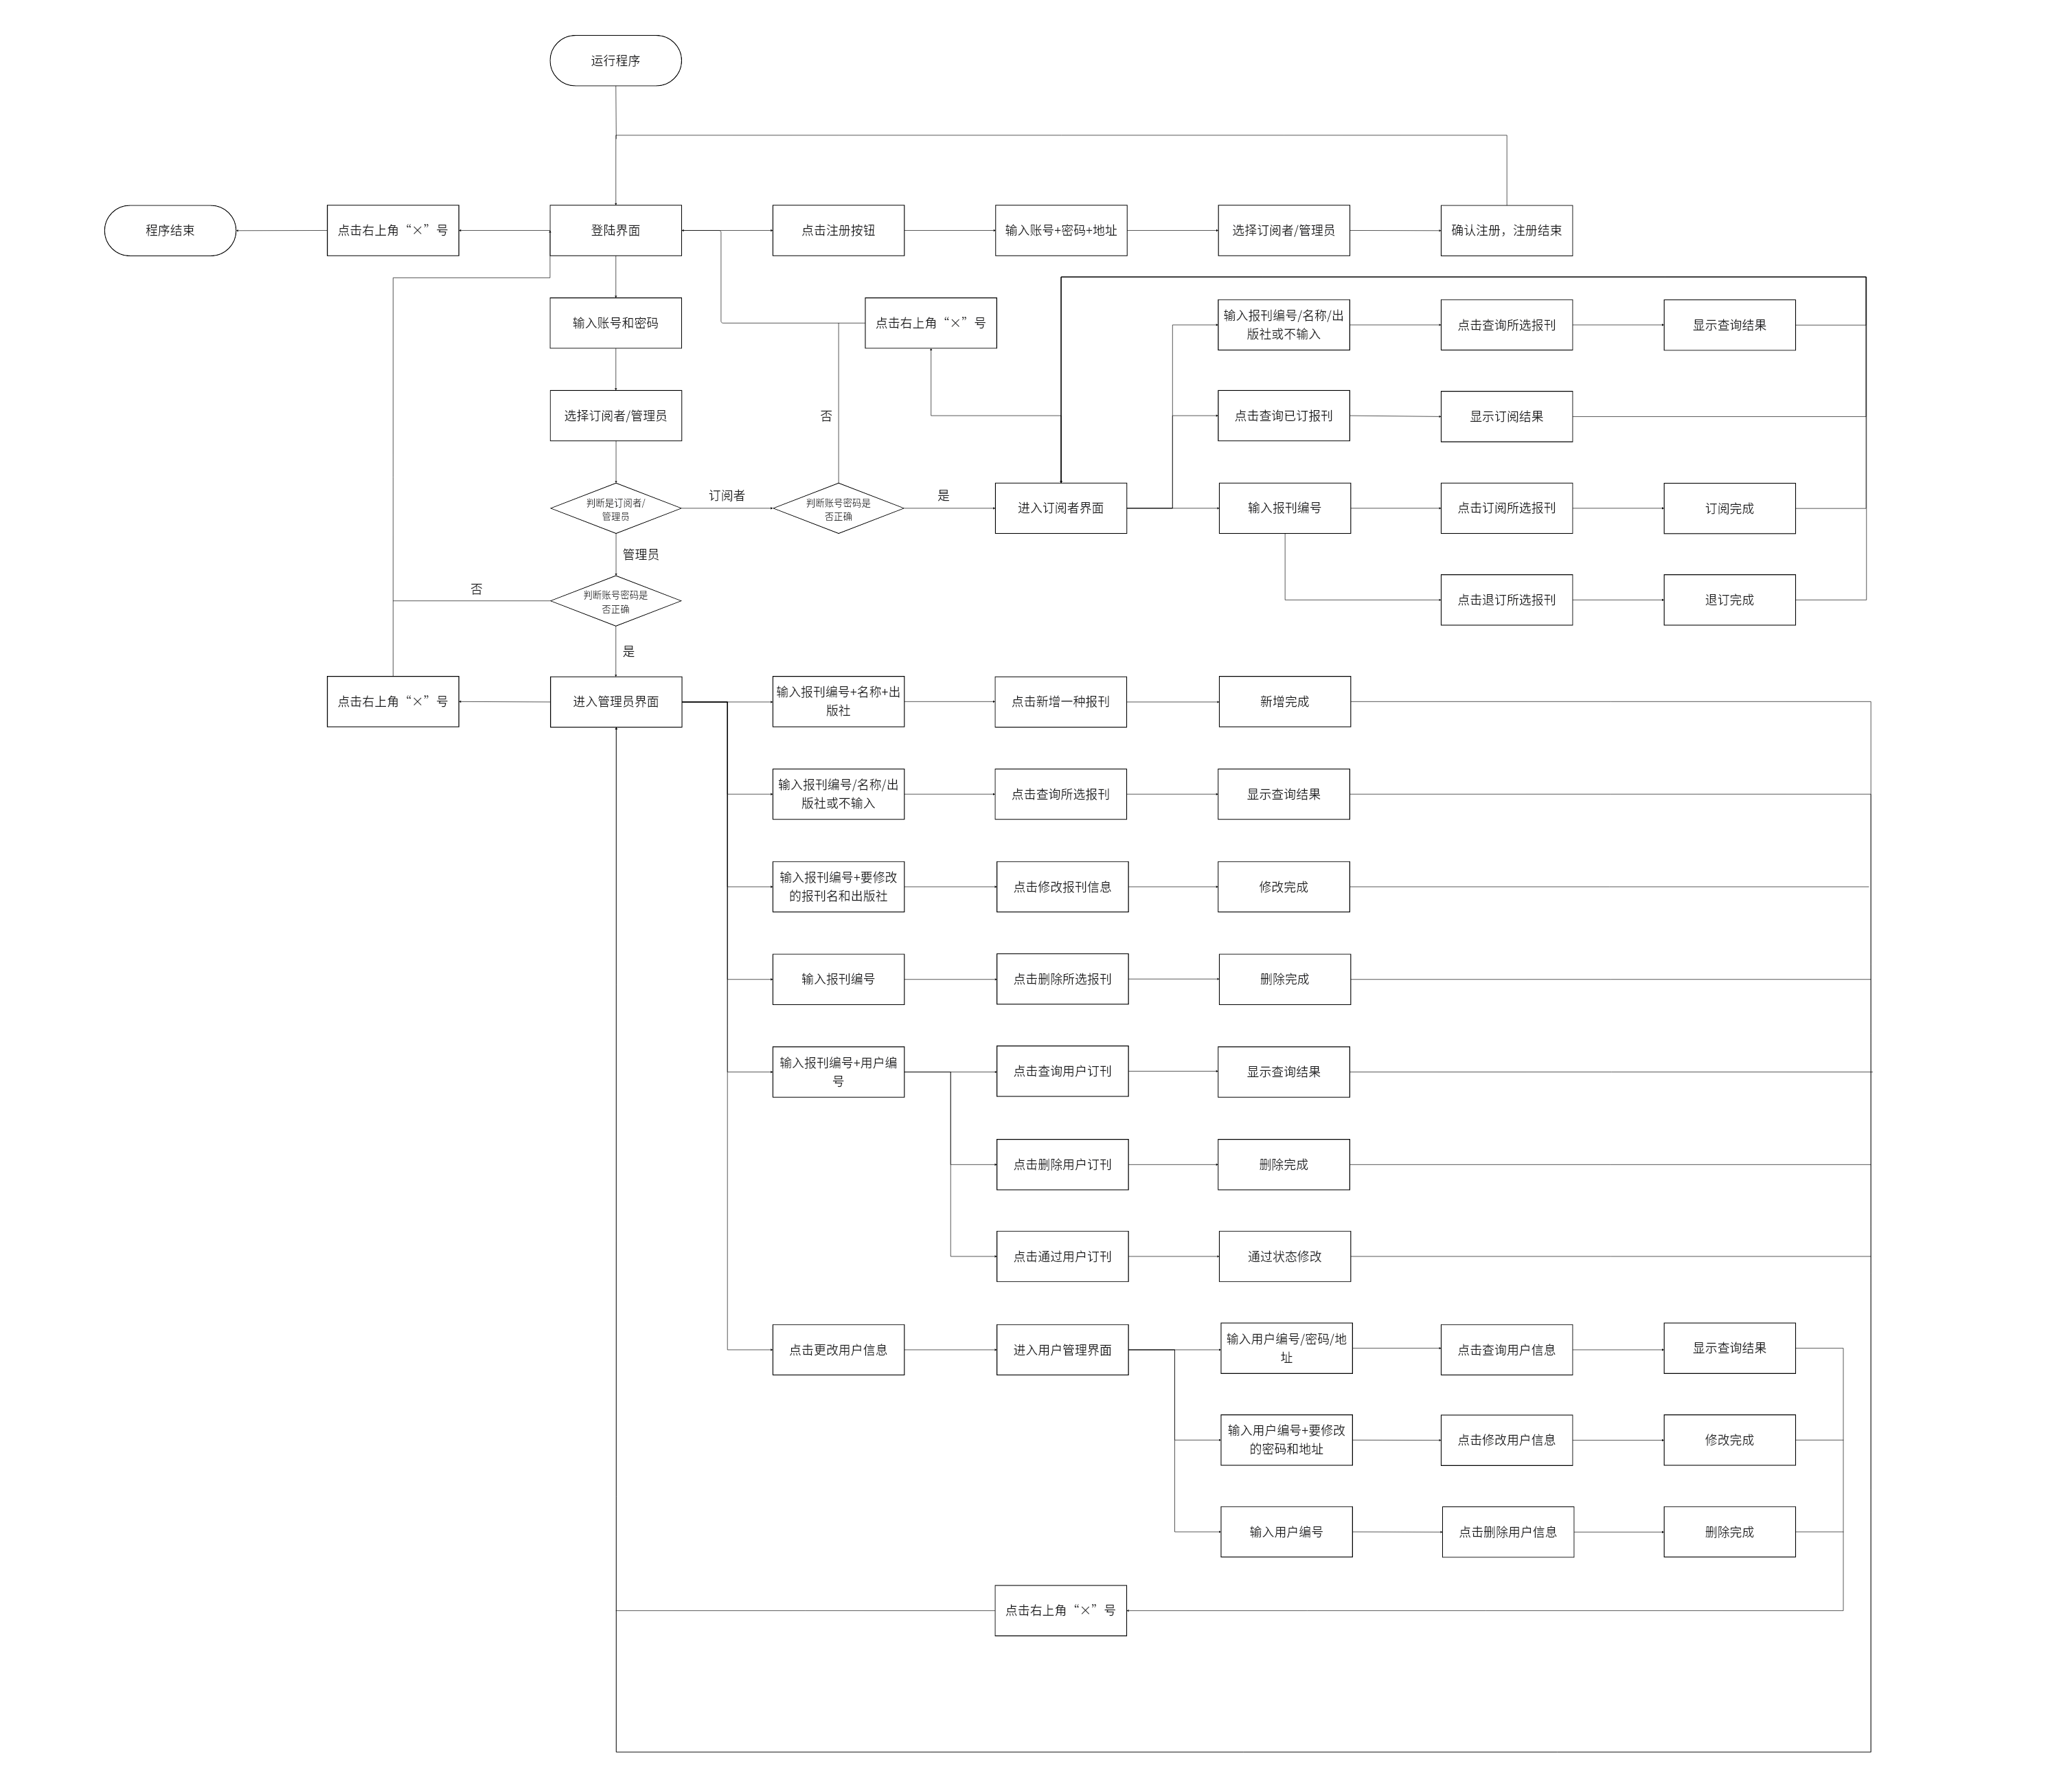 运行程序
程序结束
点击右上角“×”号
登陆界面
点击注册按钮
输入账号+密码+地址
选择订阅者/管理员
确认注册，注册结束
输入账号和密码
点击右上角“×”号
输入报刊编号/名称/出
版社或不输入
点击查询所选报刊
显示查询结果
选择订阅者/管理员
否
点击查询已订报刊
显示订阅结果
判断是订阅者/
管理员
订阅者
判断账号密码是
否正确
是
进入订阅者界面
输入报刊编号
点击订阅所选报刊
订阅完成
管理员
否
判断账号密码是
否正确
点击退订所选报刊
退订完成
是
点击右上角“×”号
进入管理员界面
输入报刊编号+名称+出
版社
点击新增一种报刊
新增完成
输入报刊编号/名称/出
版社或不输入
点击查询所选报刊
显示查询结果
输入报刊编号+要修改
的报刊名和出版社
点击修改报刊信息
修改完成
输入报刊编号
点击删除所选报刊
删除完成
输入报刊编号+用户编
号
点击查询用户订刊
显示查询结果
点击删除用户订刊
删除完成
点击通过用户订刊
通过状态修改
点击更改用户信息
进入用户管理界面
输入用户编号/密码/地
址
点击查询用户信息
显示查询结果
输入用户编号+要修改
的密码和地址
点击修改用户信息
修改完成
输入用户编号
点击删除用户信息
删除完成
点击右上角“×”号